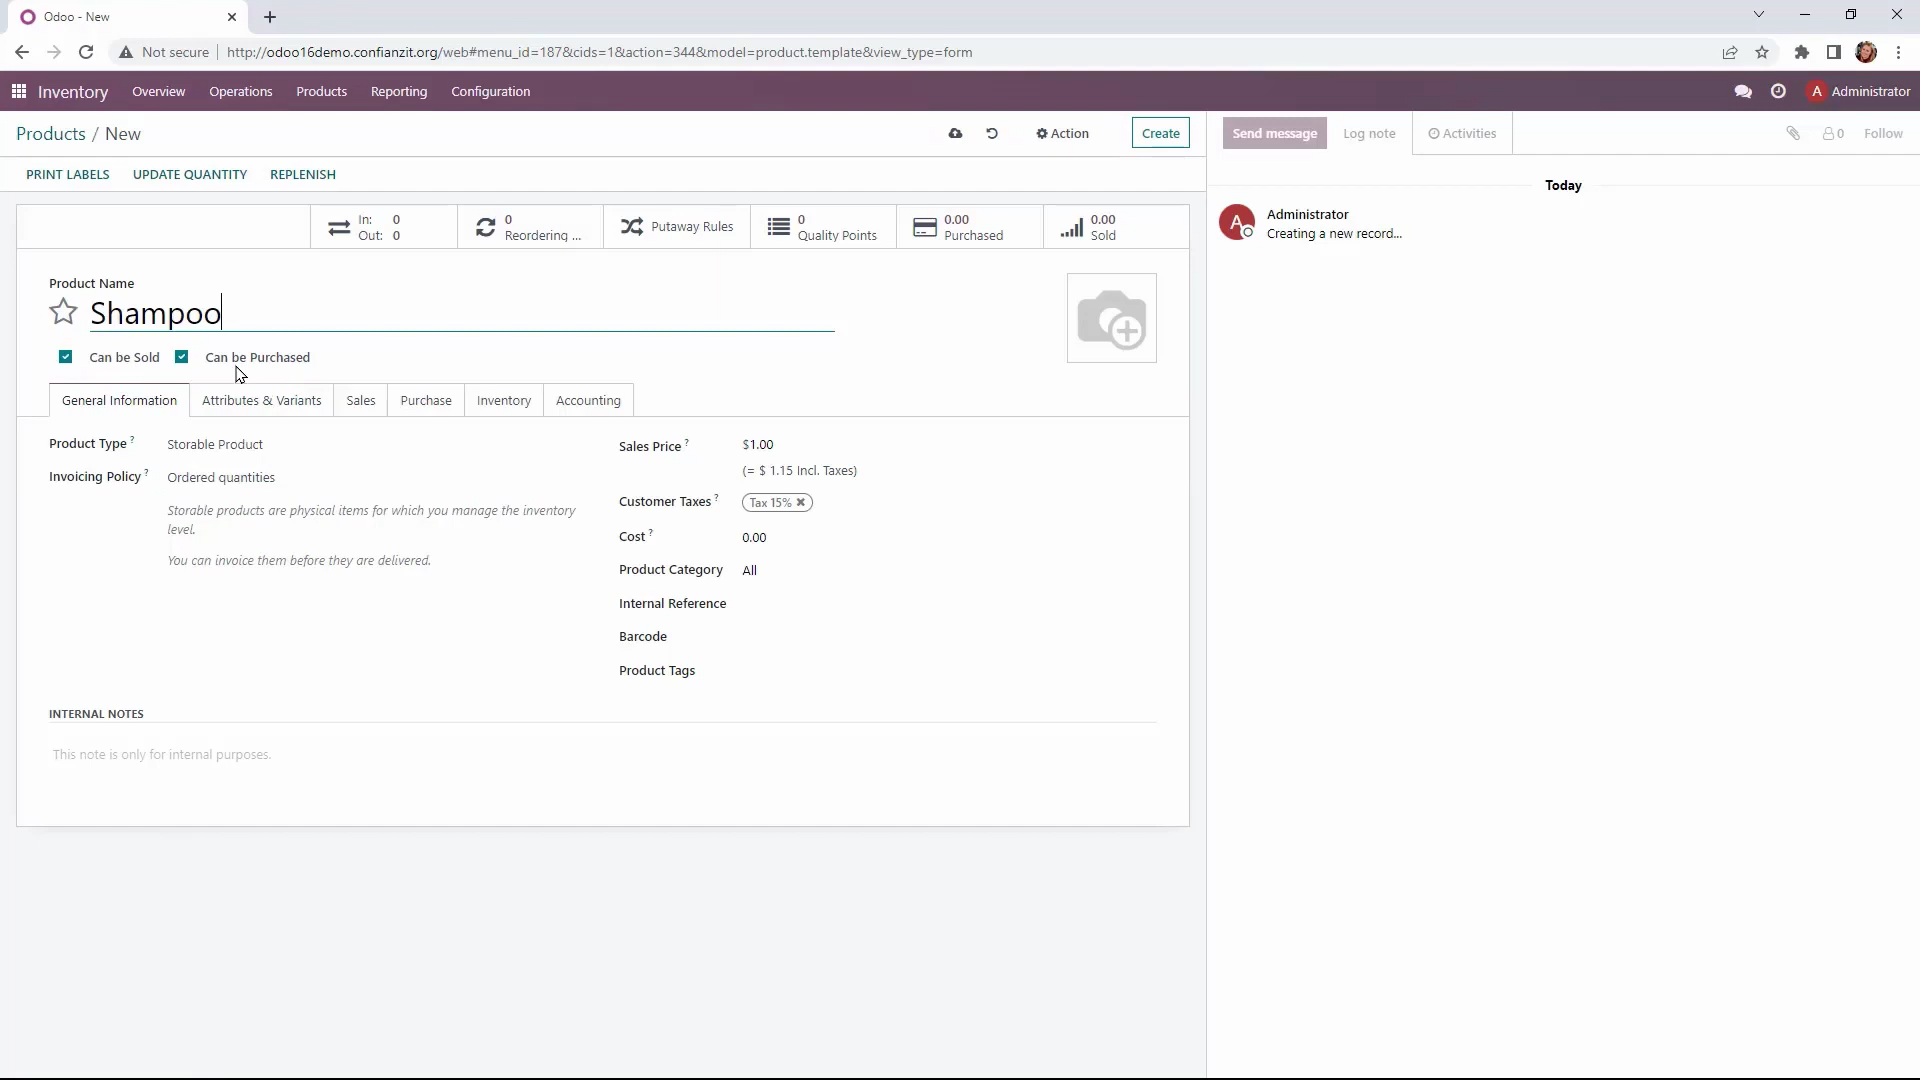 Odoo - New
Not secure
http://odoo16demo.confianzit.org/web#menu_id=187&cids=1&action=344&model=product.template&view_type=form
Inventory Overview Operations Products Reporting Configuration
A Administrator
Products / New
Action
Create
Send message
Log note
Activities
0
Follow
PRINT LABELS
UPDATE QUANTITY
REPLENISH
In: 0
Out: 0
0
Reordering ...
Putaway Rules
0
Quality Points
0.00
Purchased
0.00
Sold
Today
A
Administrator
Creating a new record...
Product Name
Shampoo
Can be Sold
Can be Purchased
General Information
Attributes & Variants
Sales
Purchase
Inventory
Accounting
Product Type ? Storable Product
Invoicing Policy ? Ordered quantities
Storable products are physical items for which you manage the inventory
level.
You can invoice them before they are delivered.
Sales Price ? $1.00
(= $ 1.15 Incl. Taxes)
Customer Taxes ? Tax 15%
Cost ? 0.00
Product Category All
Internal Reference
Barcode
Product Tags
INTERNAL NOTES
This note is only for internal purposes.